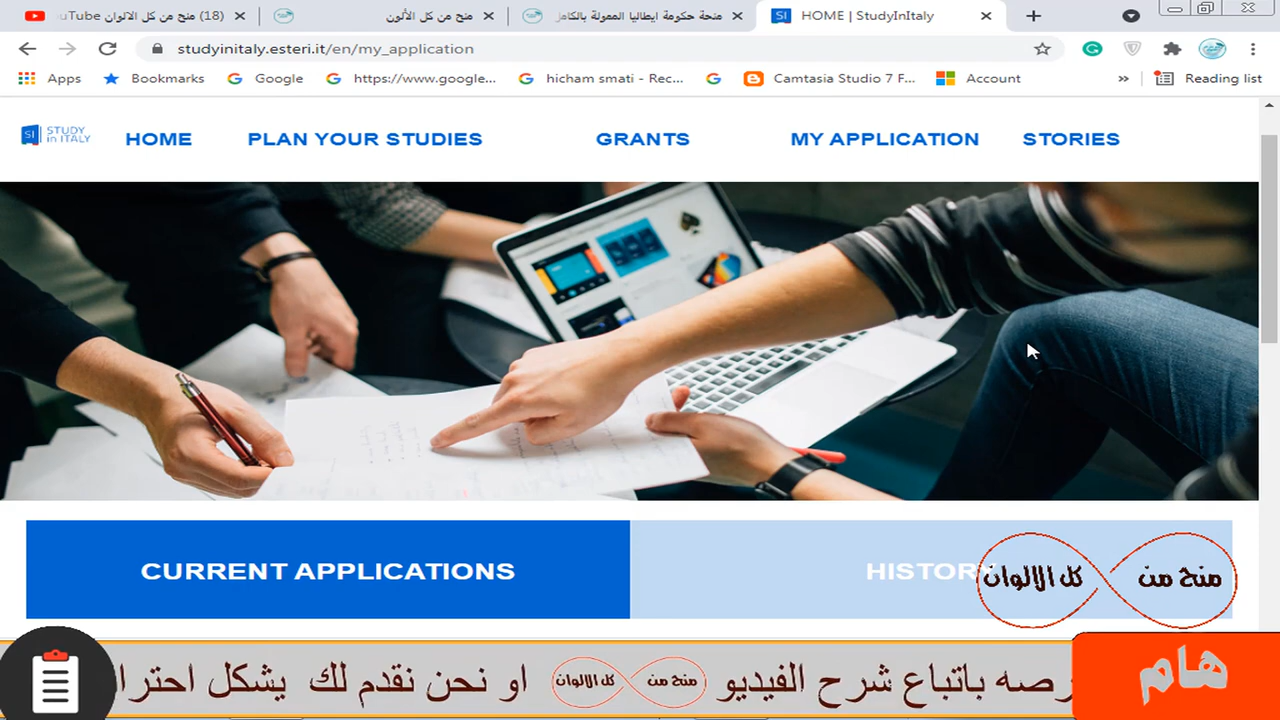 (18) منح من كل الالوان uTube
منح من كل الألون
منحة حكومة ايطاليا الممولة بالكامل
HOME | StudyInItaly
studyinitaly.esteri.it/en/my_application
Apps Bookmarks Google https://www.google... hicham smati - Rec... Camtasia Studio 7 F... Account » Reading list
SI STUDY in ITALY
HOME PLAN YOUR STUDIES GRANTS MY APPLICATION STORIES
CURRENT APPLICATIONS HISTORY
منح من كل الالوان
هام
رصه باتباع شرح الفيديو منح من كل الالوان او نحن نقدم لك يشكل احترا